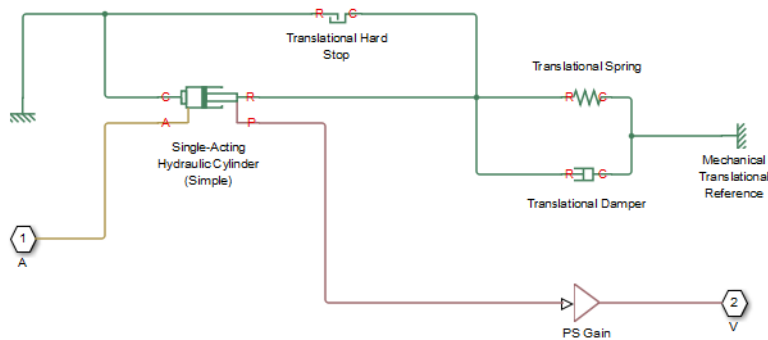 R C
Translational Hard
Stop
Translational Spring
C R
R C
A P
Single-Acting
Hydraulic Cylinder
(Simple)
Mechanical
Translational
Reference
R C
Translational Damper
1
A
2
V
PS Gain